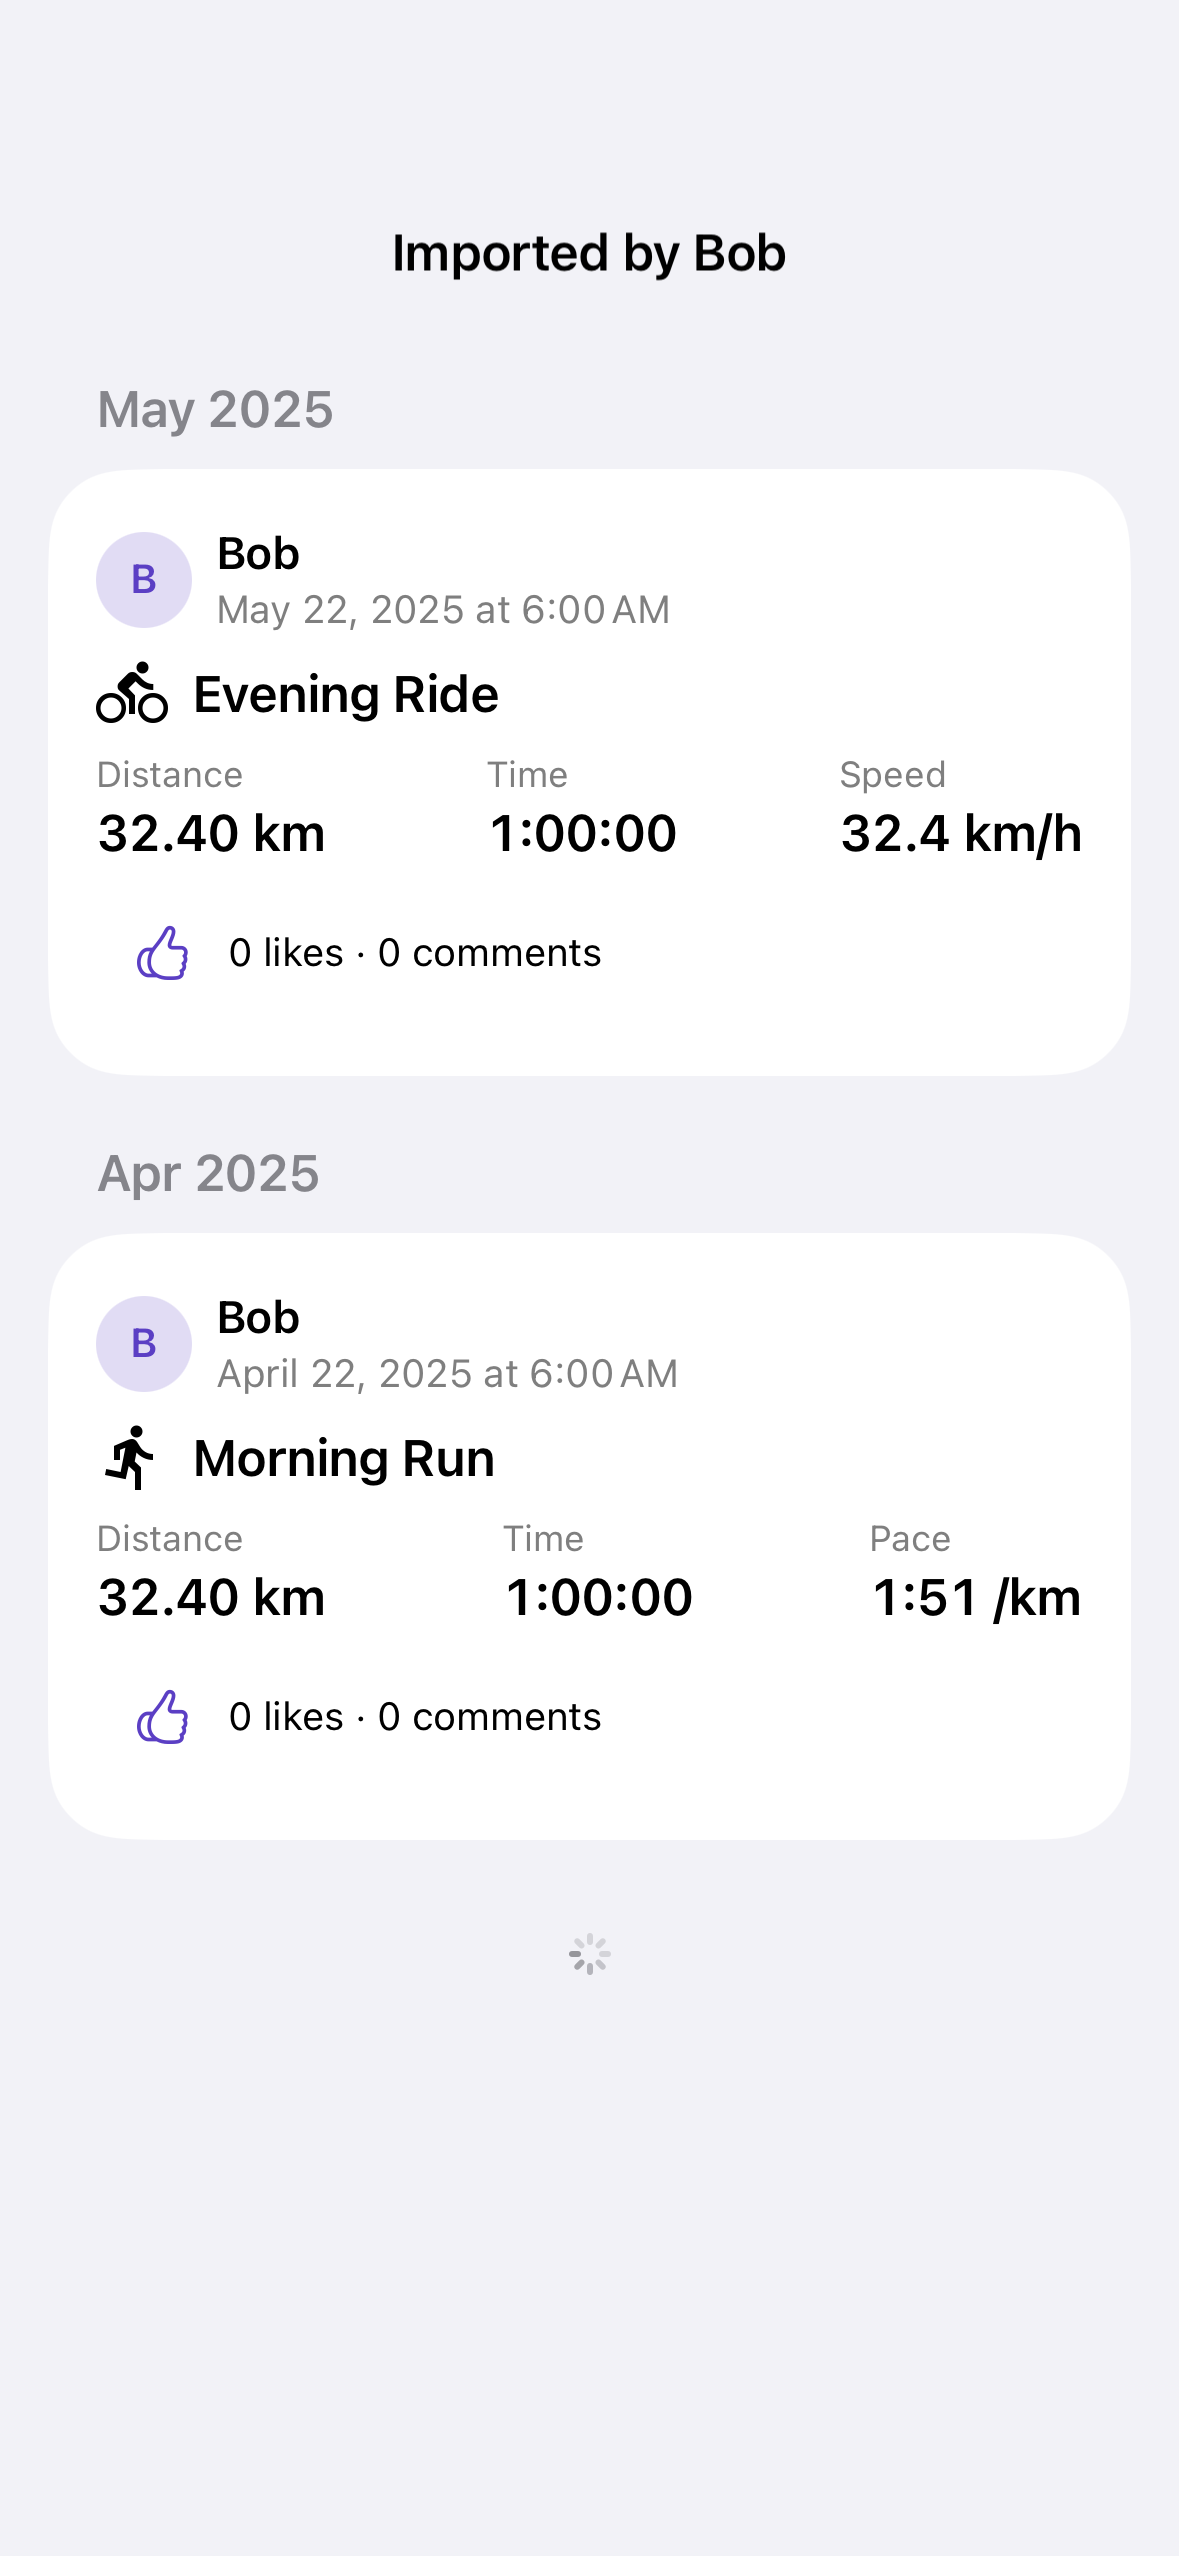 Imported by Bob
May 2025
B
Bob
May 22, 2025 at 6:00 AM
Evening Ride
Distance Time Speed
32.40 km 1:00:00 32.4 km/h
0 likes · 0 comments
Apr 2025
B
Bob
April 22, 2025 at 6:00 AM
Morning Run
Distance Time Pace
32.40 km 1:00:00 1:51 /km
0 likes · 0 comments